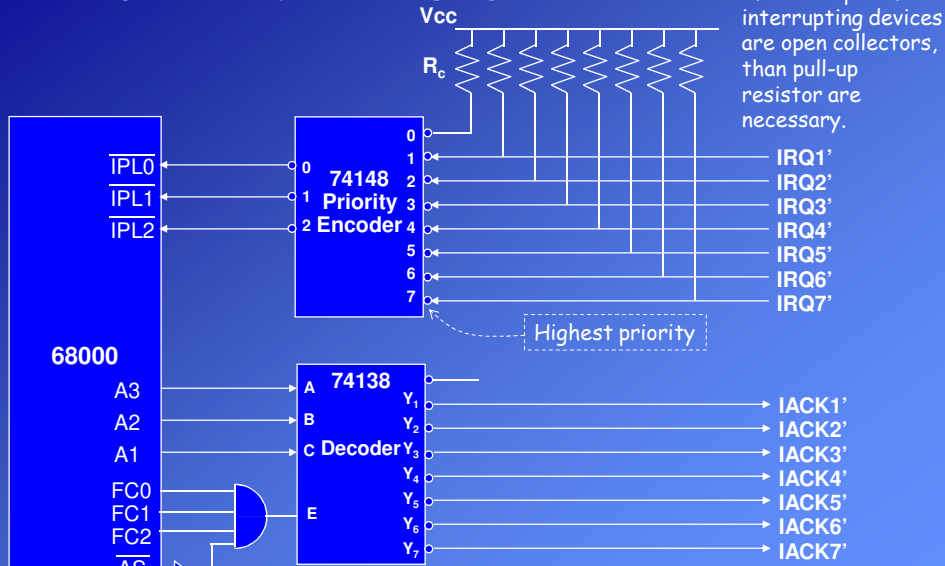 interrupting devices
are open collectors,
than pull-up
resistor are
necessary.
Vcc
Rc
IPL0
IPL1
IPL2
0
1
2
74148
Priority
Encoder
0
1
2
3
4
5
6
7
IRQ1’
IRQ2’
IRQ3’
IRQ4’
IRQ5’
IRQ6’
IRQ7’
Highest priority
68000
A3
A2
A1
FC0
FC1
FC2
AS
A
B
C
E
74138
Decoder
Y1
Y2
Y3
Y4
Y5
Y6
Y7
IACK1’
IACK2’
IACK3’
IACK4’
IACK5’
IACK6’
IACK7’